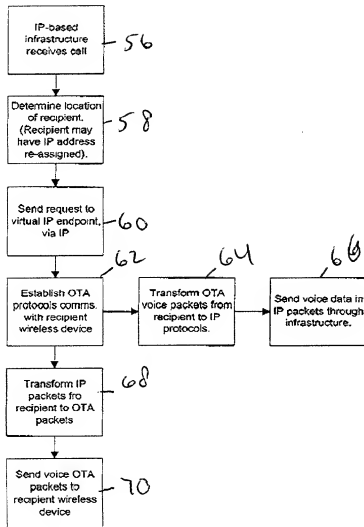 IP-based
infrastructure
receives call
56
Determine location
of recipient.
(Recipient may
have IP address
re-assigned).
58
Send request to
virtual IP endpoint,
via IP
60
62
Establish OTA
protocols comms.
with recipient
wireless device
64
Transform OTA
voice packets from
recipient to IP
protocols.
66
Send voice data in
IP packets through
infrastructure.
Transform IP
packets fro
recipient to OTA
packets
68
Send voice OTA
packets to
recipient wireless
device
70